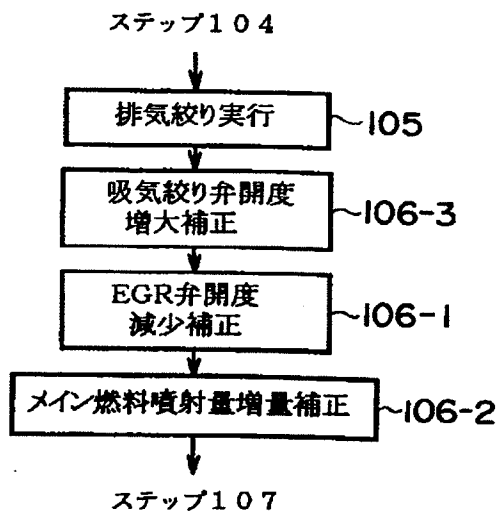 ステップ104
排気絞り実行
105
吸気絞り弁開度
増大補正
106-3
EGR弁開度
減少補正
106-1
メイン燃料噴射量増量補正
106-2
ステップ107